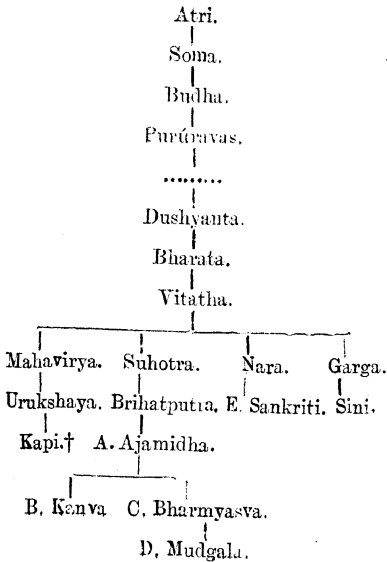 Atri.
Soma.
Budha.
Purúravas.
.........
Dushyanta.
Bharata.
Vitatha.
Mahavirya. Suhotra. Nara. Garga.
Urukshaya. Brihatputra. E. Sankriti. Sini.
Kapi.† A. Ajamidha.
B. Kanva C. Bharmyasva.
D. Mudgala.